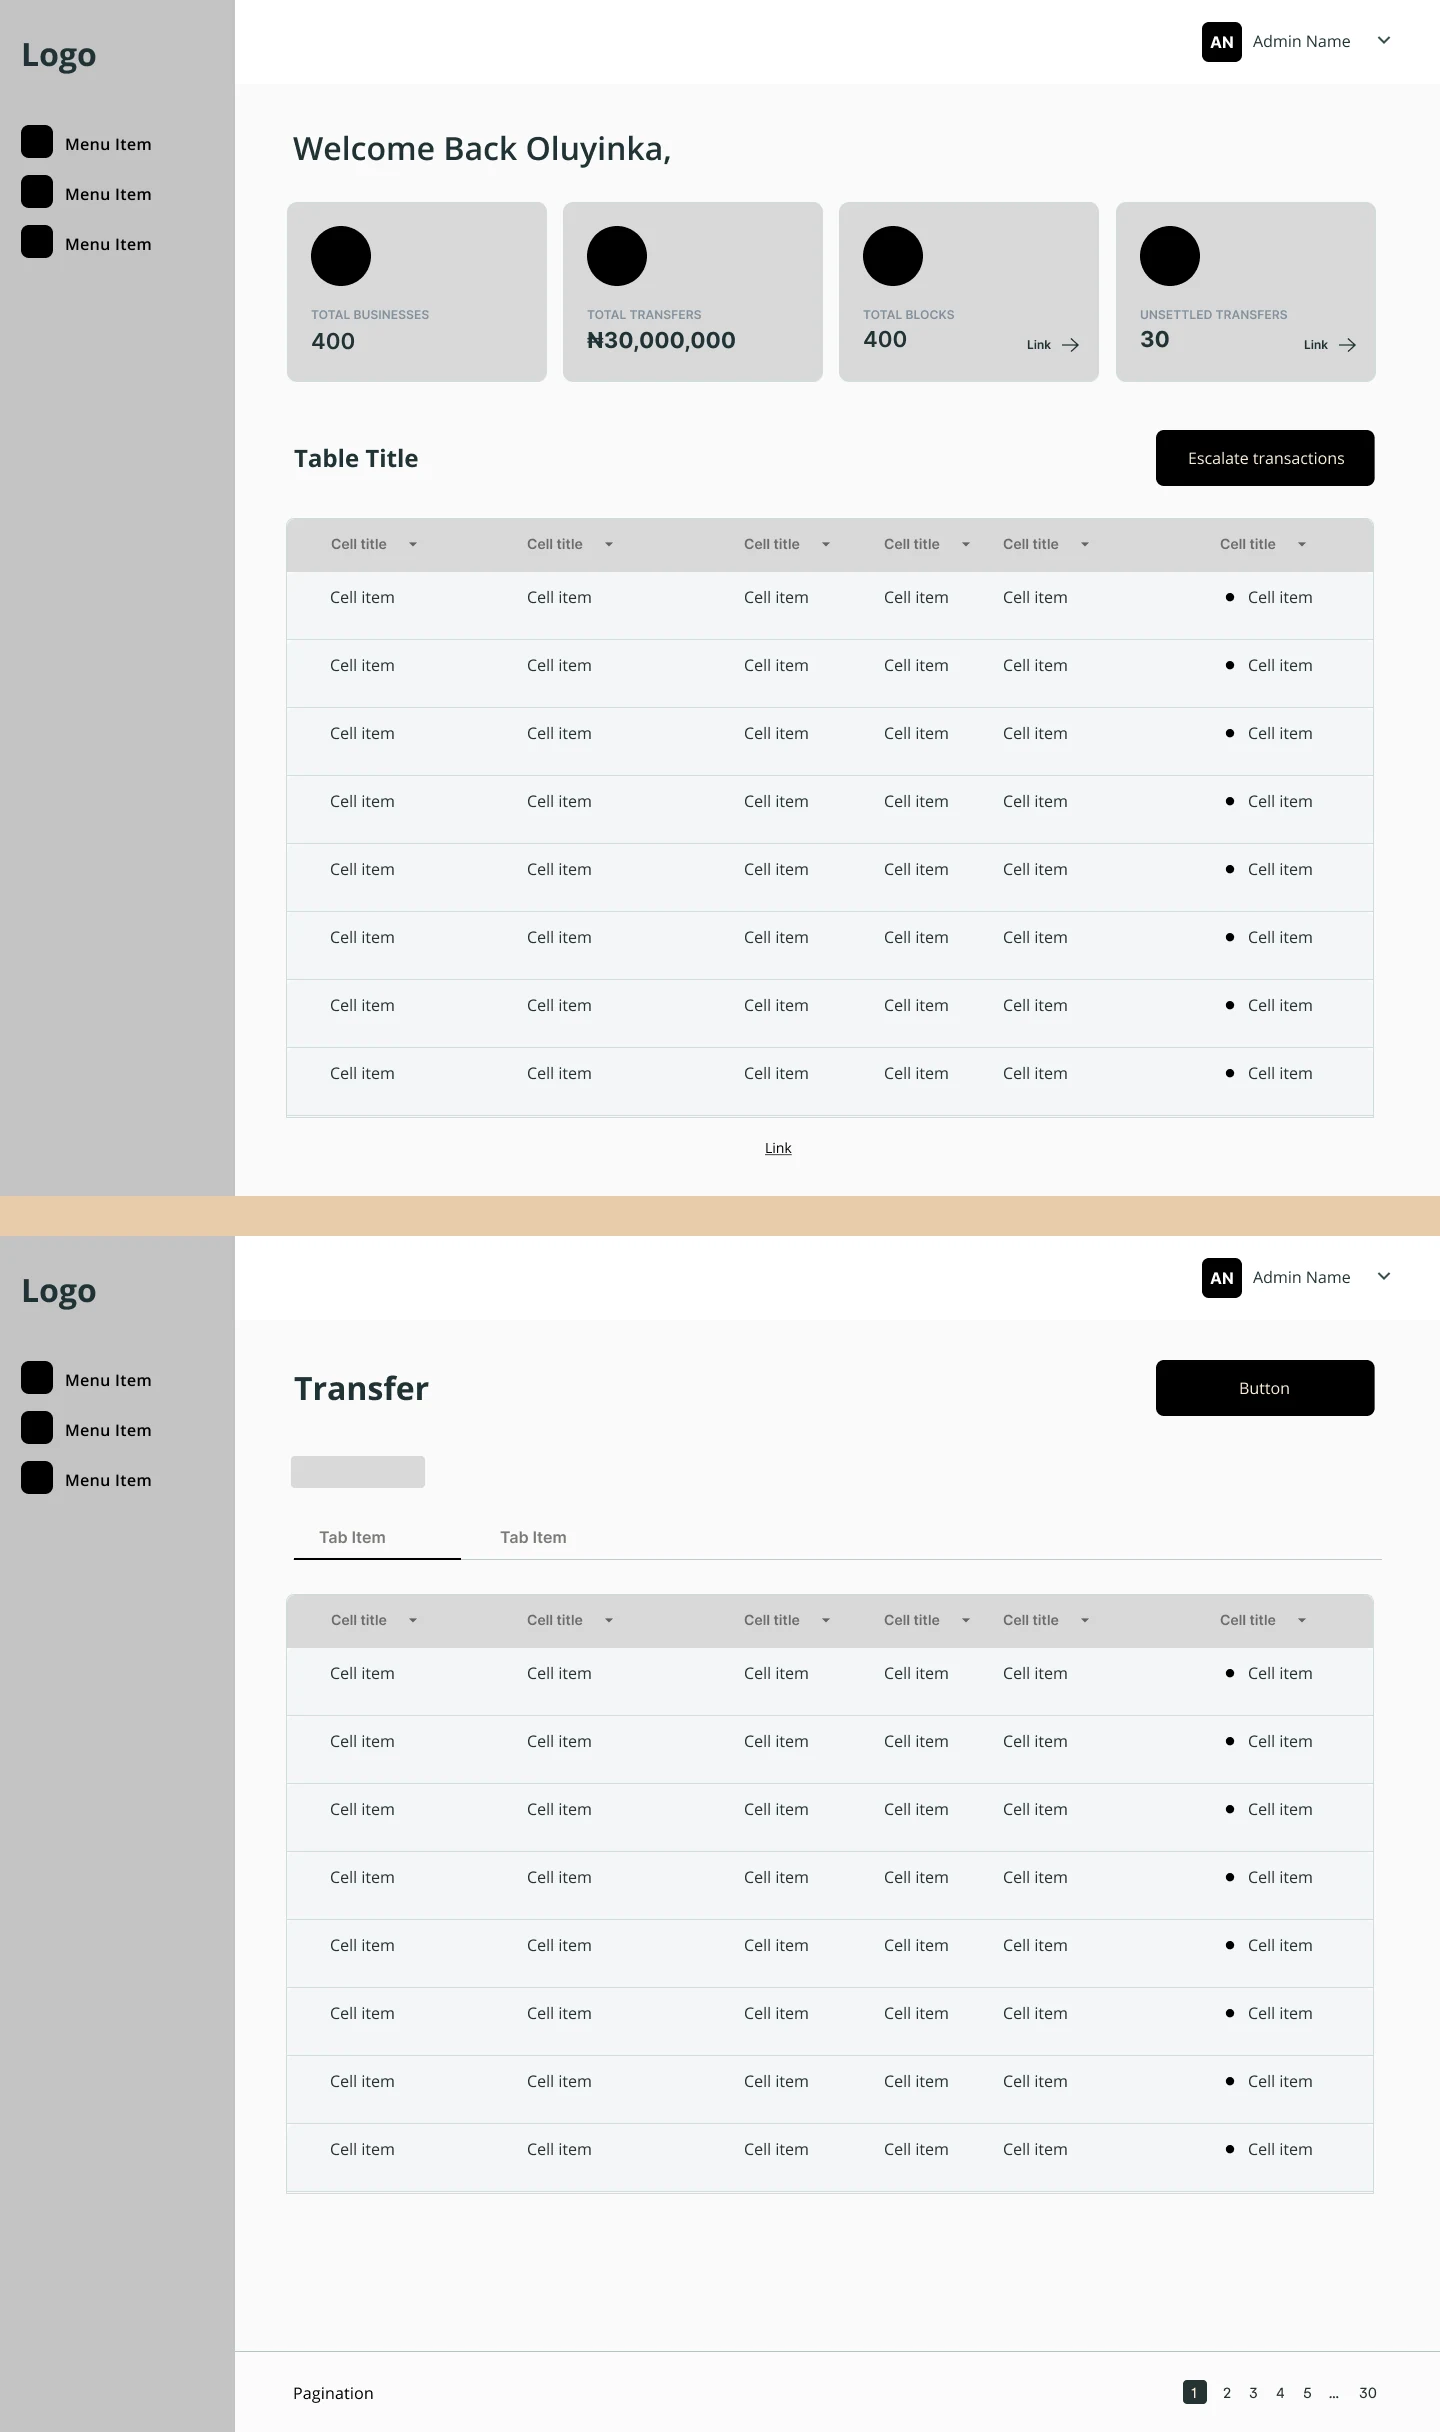 Logo
AN Admin Name
Menu Item
Menu Item
Menu Item
Welcome Back Oluyinka,
TOTAL BUSINESSES
400
TOTAL TRANSFERS
₦30,000,000
TOTAL BLOCKS
400
Link
UNSETTLED TRANSFERS
30
Link
Table Title
Escalate transactions
Cell title Cell title Cell title Cell title Cell title Cell title
Cell item Cell item Cell item Cell item Cell item Cell item
Cell item Cell item Cell item Cell item Cell item Cell item
Cell item Cell item Cell item Cell item Cell item Cell item
Cell item Cell item Cell item Cell item Cell item Cell item
Cell item Cell item Cell item Cell item Cell item Cell item
Cell item Cell item Cell item Cell item Cell item Cell item
Cell item Cell item Cell item Cell item Cell item Cell item
Cell item Cell item Cell item Cell item Cell item Cell item
Link
Logo
AN Admin Name
Menu Item
Menu Item
Menu Item
Transfer
Button
Tab Item Tab Item
Cell title Cell title Cell title Cell title Cell title Cell title
Cell item Cell item Cell item Cell item Cell item Cell item
Cell item Cell item Cell item Cell item Cell item Cell item
Cell item Cell item Cell item Cell item Cell item Cell item
Cell item Cell item Cell item Cell item Cell item Cell item
Cell item Cell item Cell item Cell item Cell item Cell item
Cell item Cell item Cell item Cell item Cell item Cell item
Cell item Cell item Cell item Cell item Cell item Cell item
Cell item Cell item Cell item Cell item Cell item Cell item
Pagination
1 2 3 4 5 ... 30